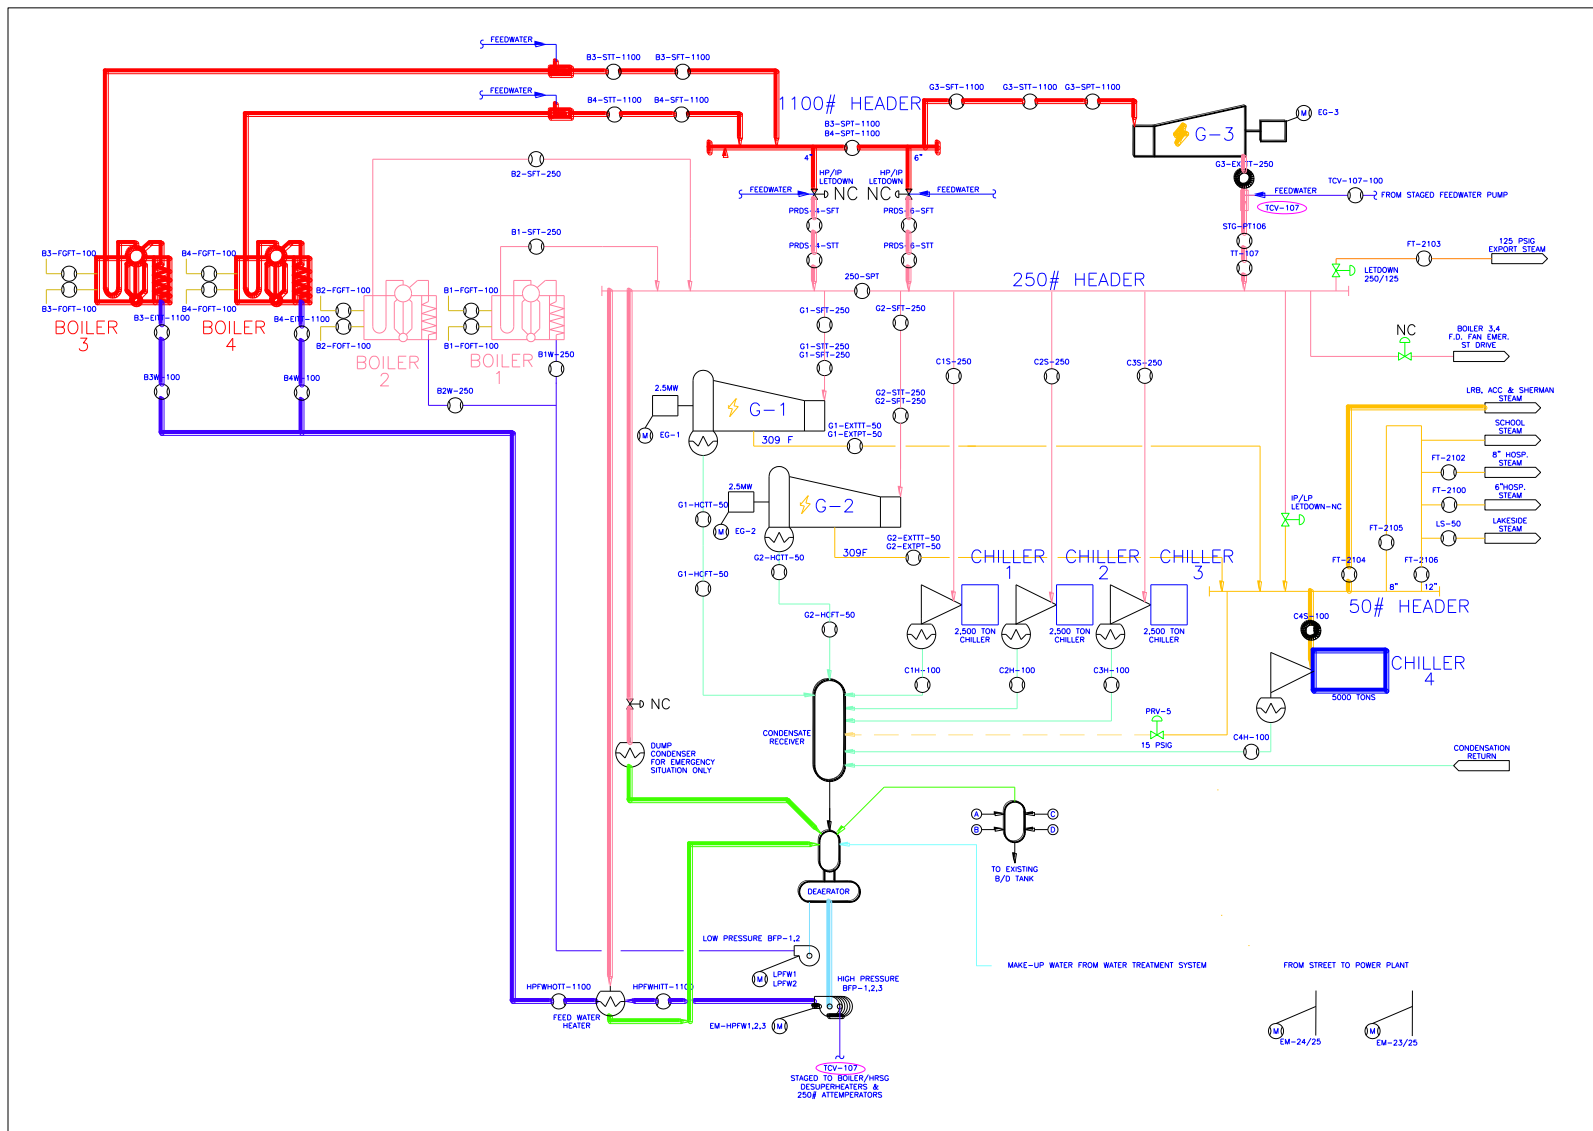 FEEDWATER
B3-STT-1100
B3-SFT-1100
FEEDWATER
B4-STT-1100
B4-SFT-1100
1100# HEADER
B3-SPT-1100
B4-SPT-1100
G3-SFT-1100
G3-STT-1100
G3-SPT-1100
G-3
M
EG-3
4"
6"
B2-SFT-250
HP/IP
LETDOWN
HP/IP
LETDOWN
FEEDWATER
NC
NC
FEEDWATER
TCV-107-100
FEEDWATER
FROM STAGED FEEDWATER PUMP
TCV-107
PRDS-4-SFT
PRDS-6-SFT
STG-PT106
B1-SFT-250
PRDS-4-STT
PRDS-6-STT
TT-107
B3-FGFT-100
B4-FGFT-100
FT-2103
125 PSIG
EXPORT STEAM
LETDOWN
250/125
250-SPT
250# HEADER
B2-FGFT-100
B1-FGFT-100
B3-FOFT-100
B4-FOFT-100
G1-SFT-250
G2-SFT-250
BOILER
3
BOILER
4
B2-FOFT-100
B1-FOFT-100
NC
BOILER 3,4
F.D. FAN EMER.
ST DRIVE
G1-STT-250
G1-SFT-250
BOILER
2
BOILER
1
B1W-250
C1S-250
C2S-250
C3S-250
B3W-100
B4W-100
B2W-250
2.5MW
G-1
M
EG-1
G2-STT-250
G2-SFT-250
LRB, ACC & SHERMAN
STEAM
G1-EXTTT-50
G1-EXTPT-50
309 F
SCHOOL
STEAM
8" HOSP.
STEAM
FT-2102
2.5MW
G-2
M
EG-2
G1-HCTT-50
6"HOSP.
STEAM
FT-2100
IP/LP
LETDOWN-NC
LAKESIDE
STEAM
LS-50
FT-2105
G2-EXTTT-50
G2-EXTPT-50
309F
G2-HCTT-50
CHILLER
1
CHILLER
2
CHILLER
3
FT-2104
FT-2106
G1-HCFT-50
8"
12"
50# HEADER
G2-HCFT-50
C4S-100
2,500 TON
CHILLER
2,500 TON
CHILLER
2,500 TON
CHILLER
C1H-100
C2H-100
C3H-100
CHILLER
4
5000 TONS
NC
PRV-5
15 PSIG
CONDENSATE
RECEIVER
C4H-100
DUMP
CONDENSER
FOR EMERGENCY
SITUATION ONLY
CONDENSATION
RETURN
A
C
B
D
TO EXISTING
B/D TANK
DEAERATOR
LOW PRESSURE BFP-1,2
M
LPFW1
LPFW2
MAKE-UP WATER FROM WATER TREATMENT SYSTEM
FROM STREET TO POWER PLANT
HIGH PRESSURE
BFP-1,2,3
HPFWHOTT-1100
HPFWHITT-1100
FEED WATER
HEATER
EM-HPFW1,2,3
M
M
EM-24/25
M
EM-23/25
TCV-107
STAGED TO BOILER/HRSG
DESUPERHEATERS &
250# ATTEMPERATORS